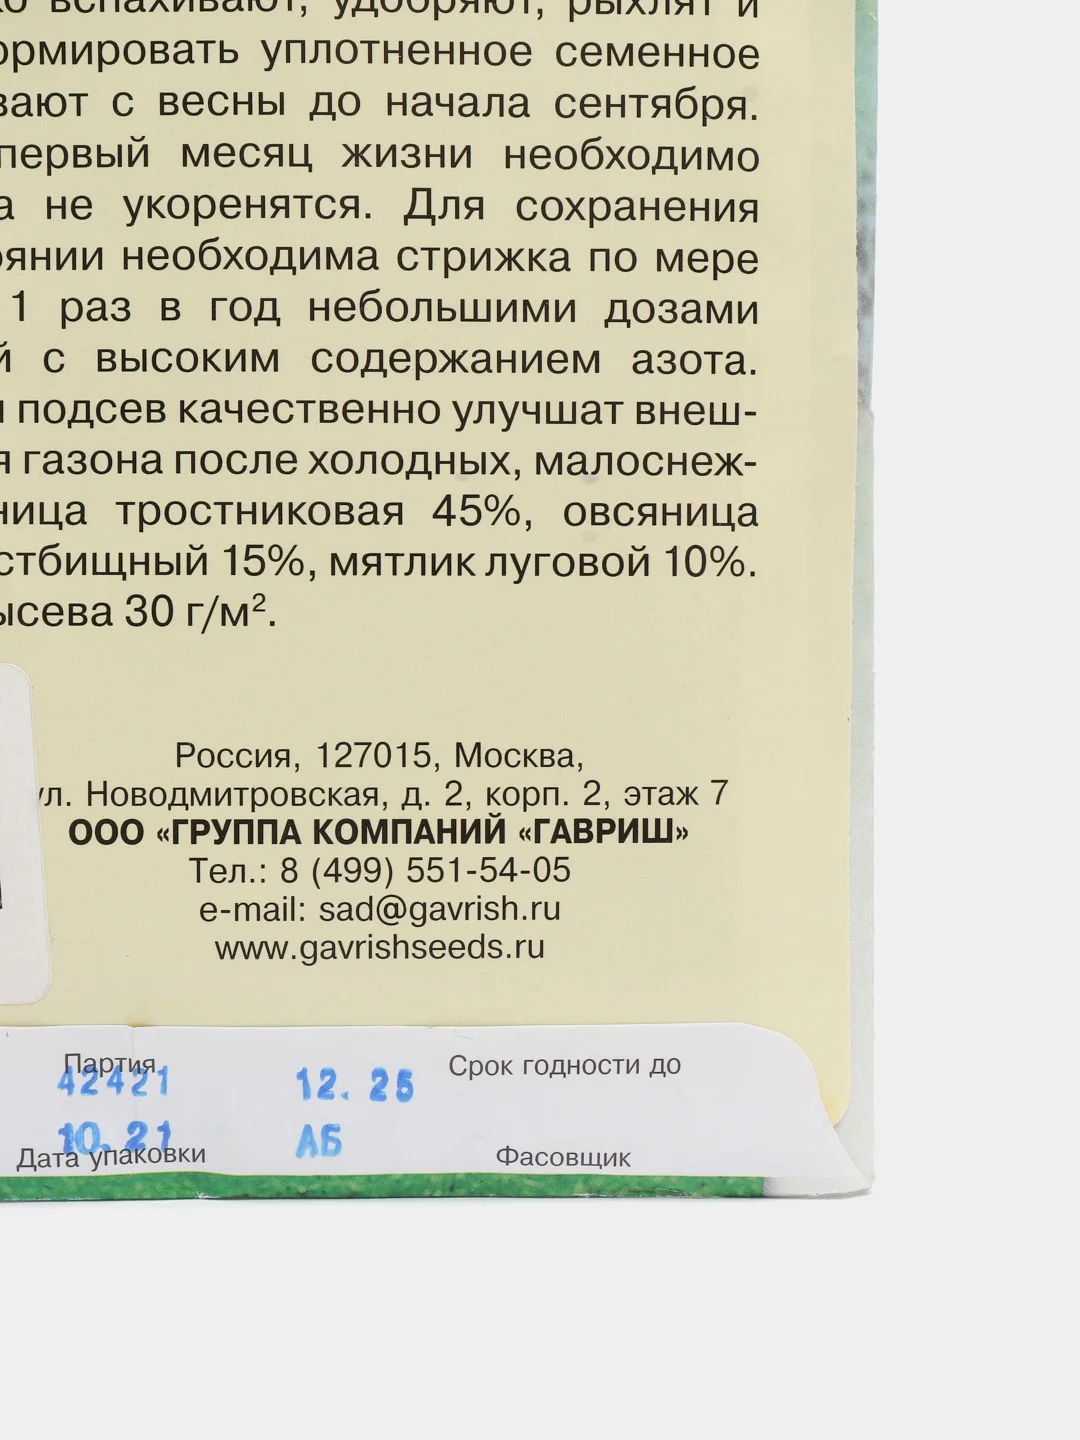 вспахивают, удобряют, рыхлят и
ормировать уплотненное семенное
вают с весны до начала сентября.
первый месяц жизни необходимо
а не укоренятся. Для сохранения
оянии необходима стрижка по мере
1 раз в год небольшими дозами
й с высоким содержанием азота.
подсев качественно улучшат внеш-
я газона после холодных, малоснеж-
ница тростниковая 45%, овсяница
стбищный 15%, мятлик луговой 10%.
ысева 30 г/м².
Россия, 127015, Москва,
ул. Новодмитровская, д. 2, корп. 2, этаж 7
ООО «ГРУППА КОМПАНИЙ «ГАВРИШ»
Тел.: 8 (499) 551-54-05
e-mail: sad@gavrish.ru
www.gavrishseeds.ru
Партия Срок годности до
42421 12. 25
10. 21 АБ
Дата упаковки Фасовщик